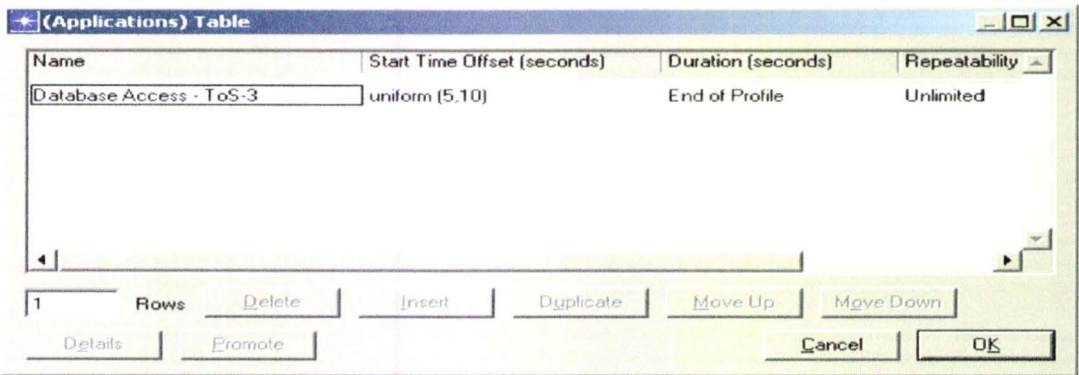 (Applications) Table
Name Start Time Offset (seconds) Duration (seconds) Repeatability
Database Access - ToS-3 uniform (5,10) End of Profile Unlimited
1 Rows Delete Insert Duplicate Move Up Move Down
Details Promote Cancel OK